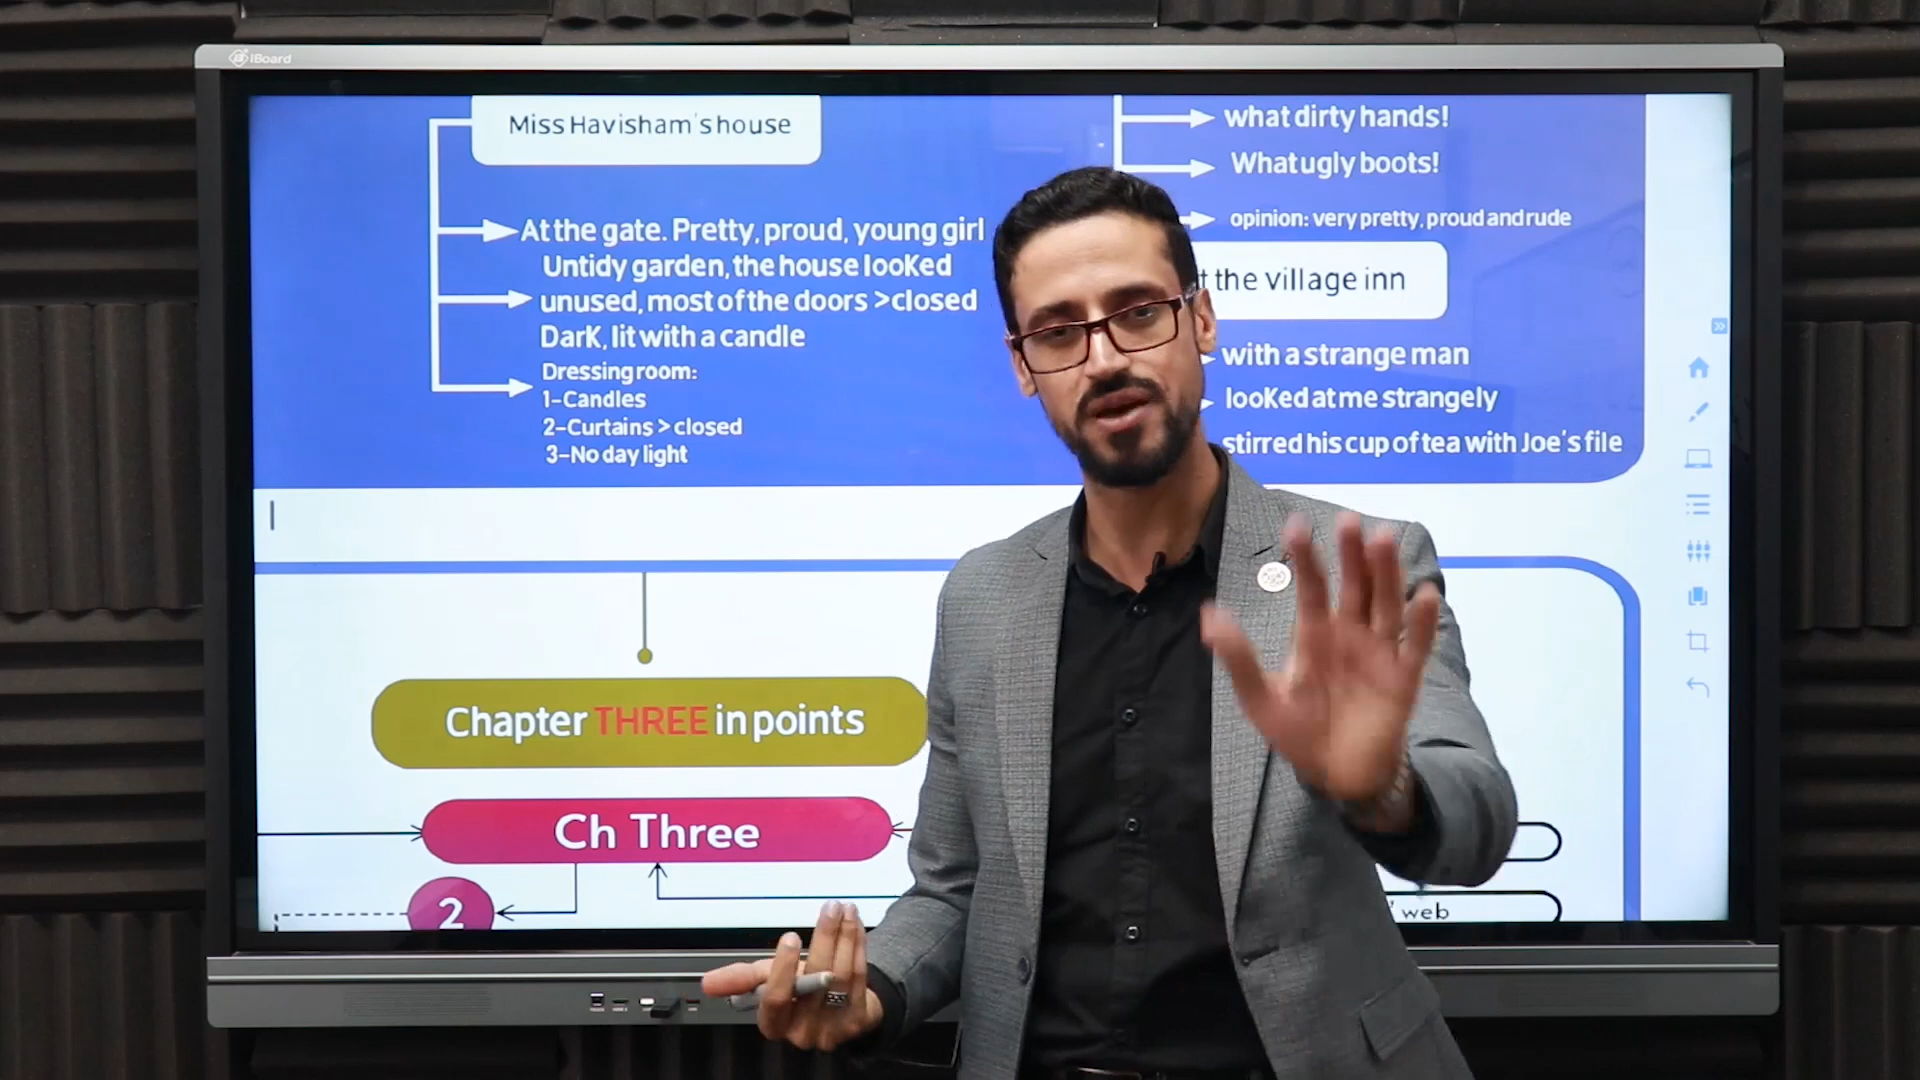 iBoard
Miss Havisham's house
At the gate. Pretty, proud, young girl
Untidy garden, the house looKed
unused, most of the doors >closed
DarK, lit with a candle
Dressing room:
1-Candles
2-Curtains > closed
3-No day light
what dirty hands!
What ugly boots!
opinion: very pretty, proud and rude
the village inn
with a strange man
looKed at me strangely
stirred his cup of tea with Joe's file
Chapter THREE in points
Ch Three
2
web